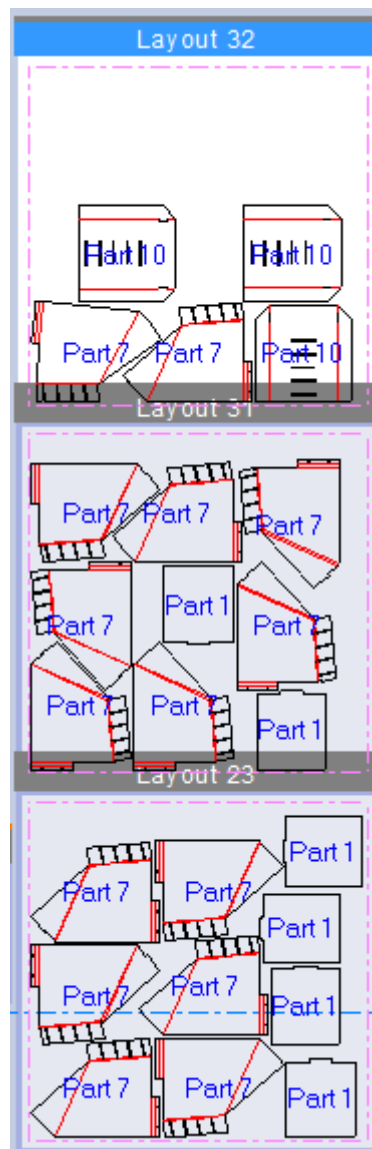 Layout 32
Part 10 Part 10
Part 7 Part 7 Part 10
Layout 31
Part 7 Part 7 Part 7
Part 7 Part 1 Part 7
Part 7 Part 7 Part 1
Layout 23
Part 7 Part 7 Part 1
Part 7 Part 7 Part 1
Part 1
Part 7 Part 7 Part 1